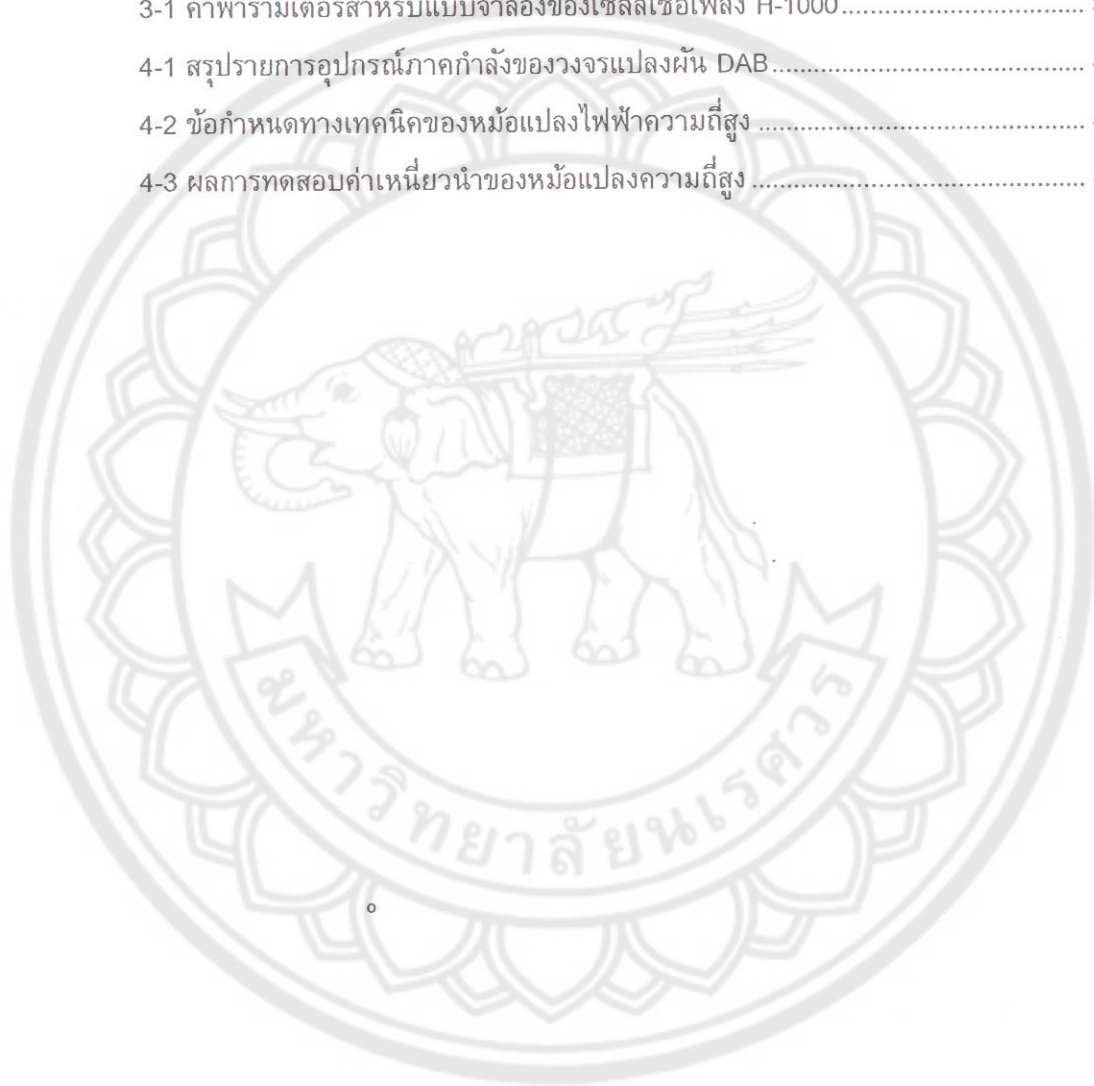 3-1 ค่าพารามิเตอร์สำหรับแบบจำลองของเซลล์เชื้อเพลิง H-1000
4-1 สรุปรายการอุปกรณ์ภาคกำลังของวงจรแปลงผัน DAB
4-2 ข้อกำหนดทางเทคนิคของหม้อแปลงไฟฟ้าความถี่สูง
4-3 ผลการทดสอบค่าเหนี่ยวนำของหม้อแปลงความถี่สูง
มหาวิทยาลัยนเรศวร